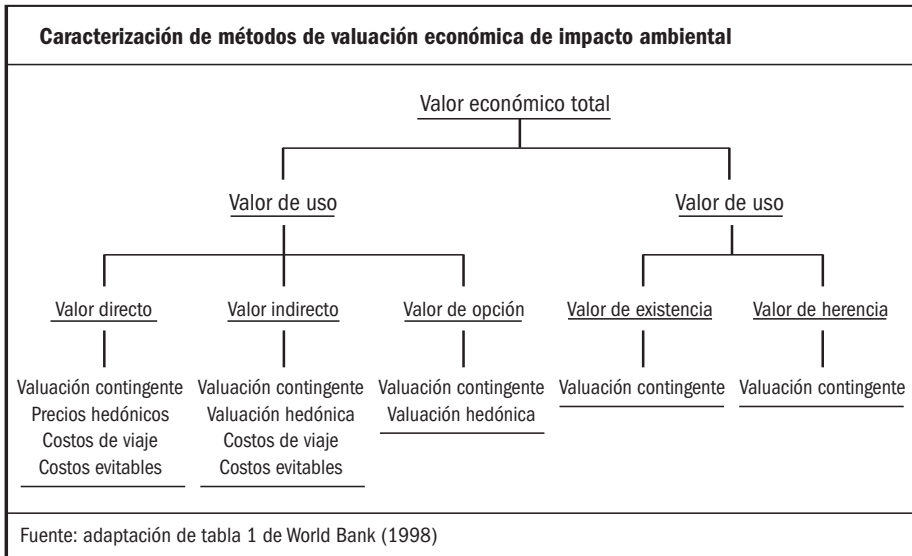 Caracterización de métodos de valuación económica de impacto ambiental
Valor económico total
Valor de uso
Valor de uso
Valor directo
Valor indirecto
Valor de opción
Valor de existencia
Valor de herencia
Valuación contingente
Precios hedónicos
Costos de viaje
Costos evitables
Valuación contingente
Valuación hedónica
Costos de viaje
Costos evitables
Valuación contingente
Valuación hedónica
Valuación contingente
Valuación contingente
Fuente: adaptación de tabla 1 de World Bank (1998)